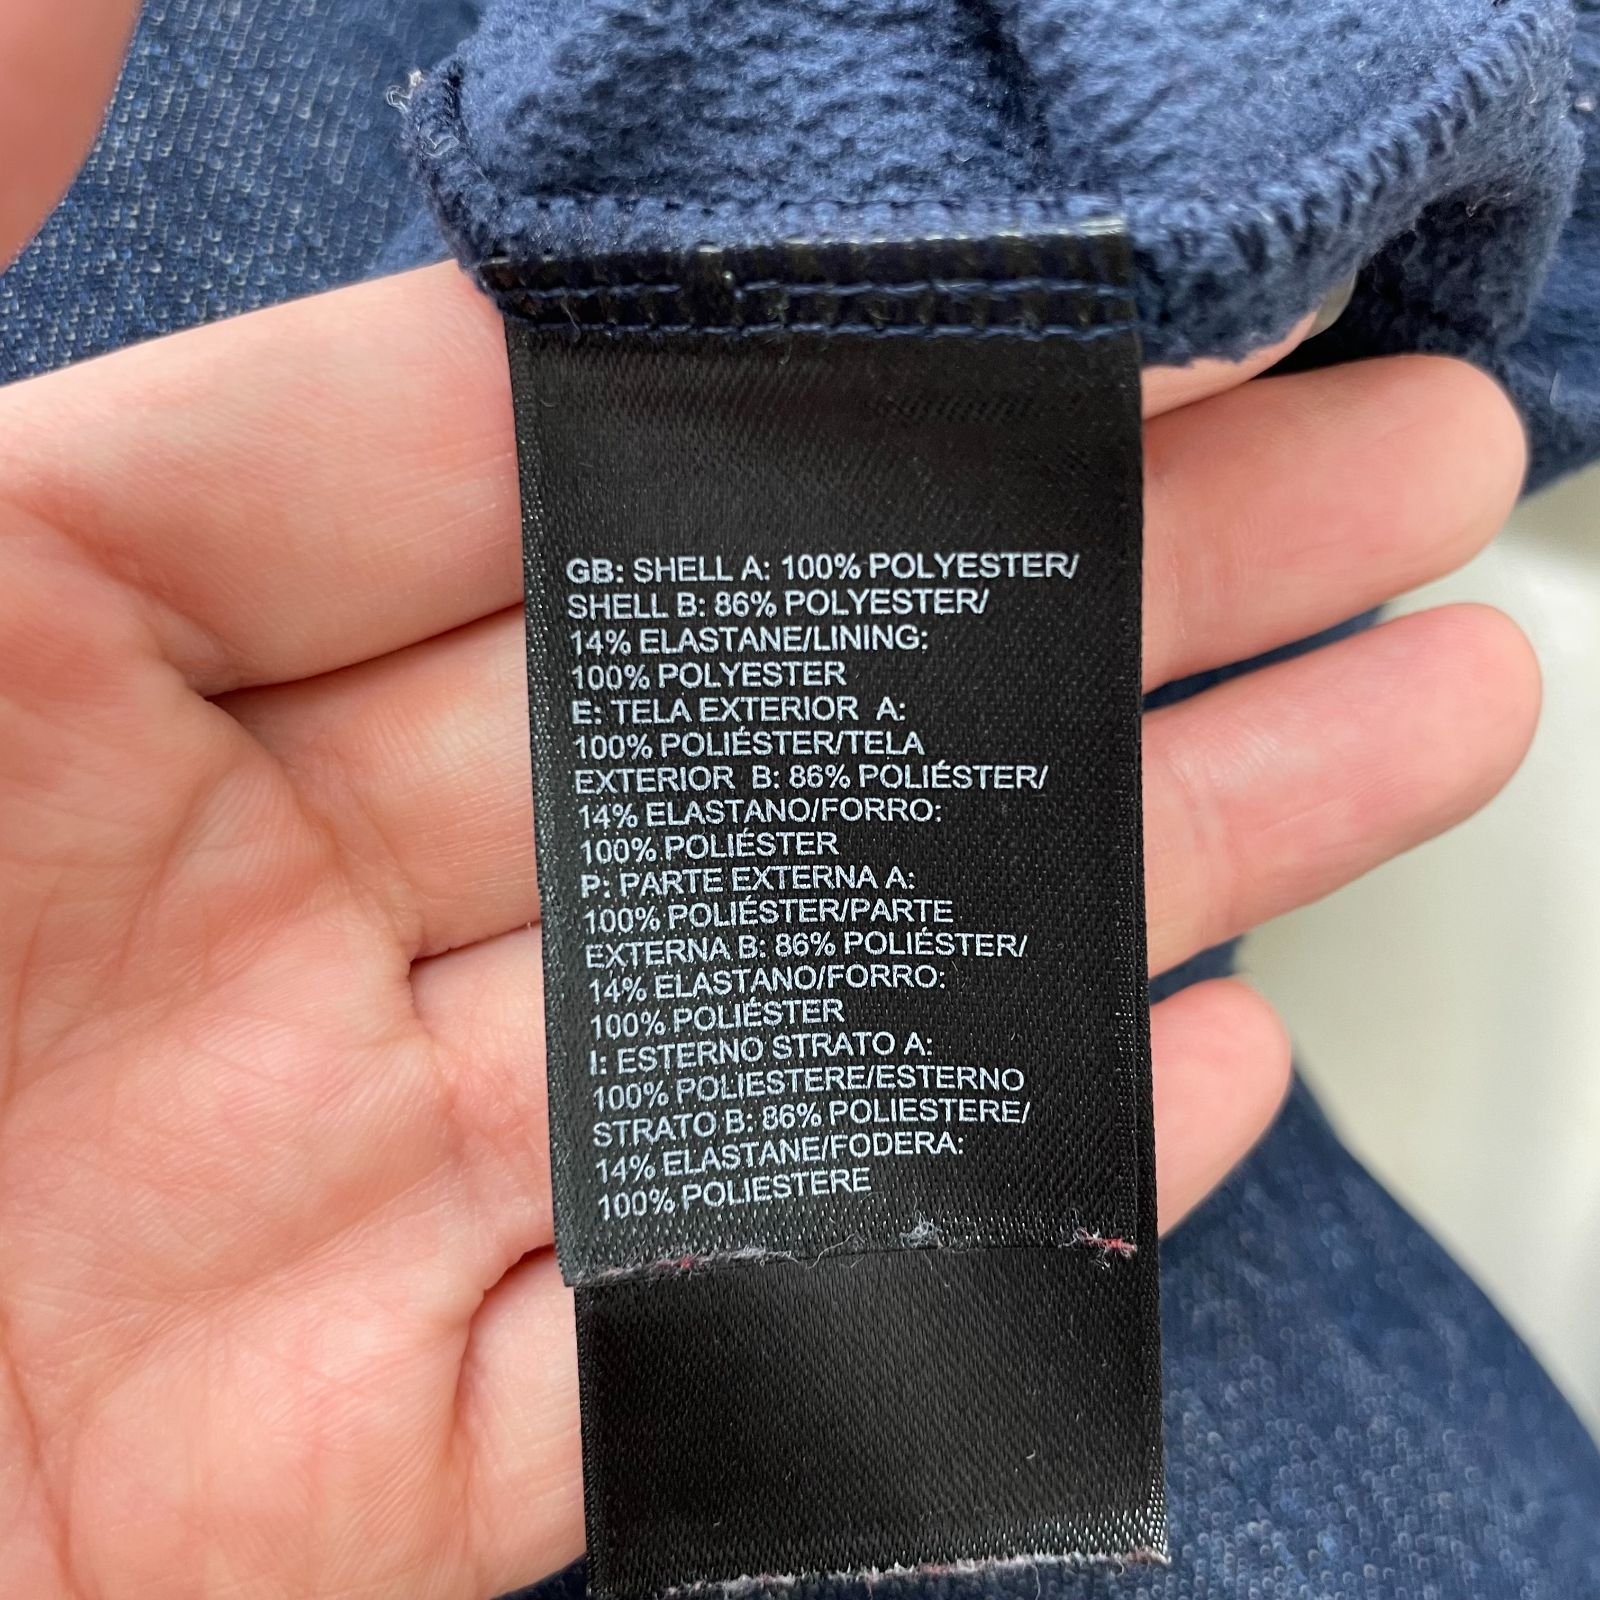 GB: SHELL A: 100% POLYESTER/
SHELL B: 86% POLYESTER/
14% ELASTANE/LINING:
100% POLYESTER
E: TELA EXTERIOR A:
100% POLIÉSTER/TELA
EXTERIOR B: 86% POLIÉSTER/
14% ELASTANO/FORRO:
100% POLIÉSTER
P: PARTE EXTERNA A:
100% POLIÉSTER/PARTE
EXTERNA B: 86% POLIÉSTER/
14% ELASTANO/FORRO:
100% POLIÉSTER
I: ESTERNO STRATO A:
100% POLIESTERE/ESTERNO
STRATO B: 86% POLIESTERE/
14% ELASTANE/FODERA:
100% POLIESTERE